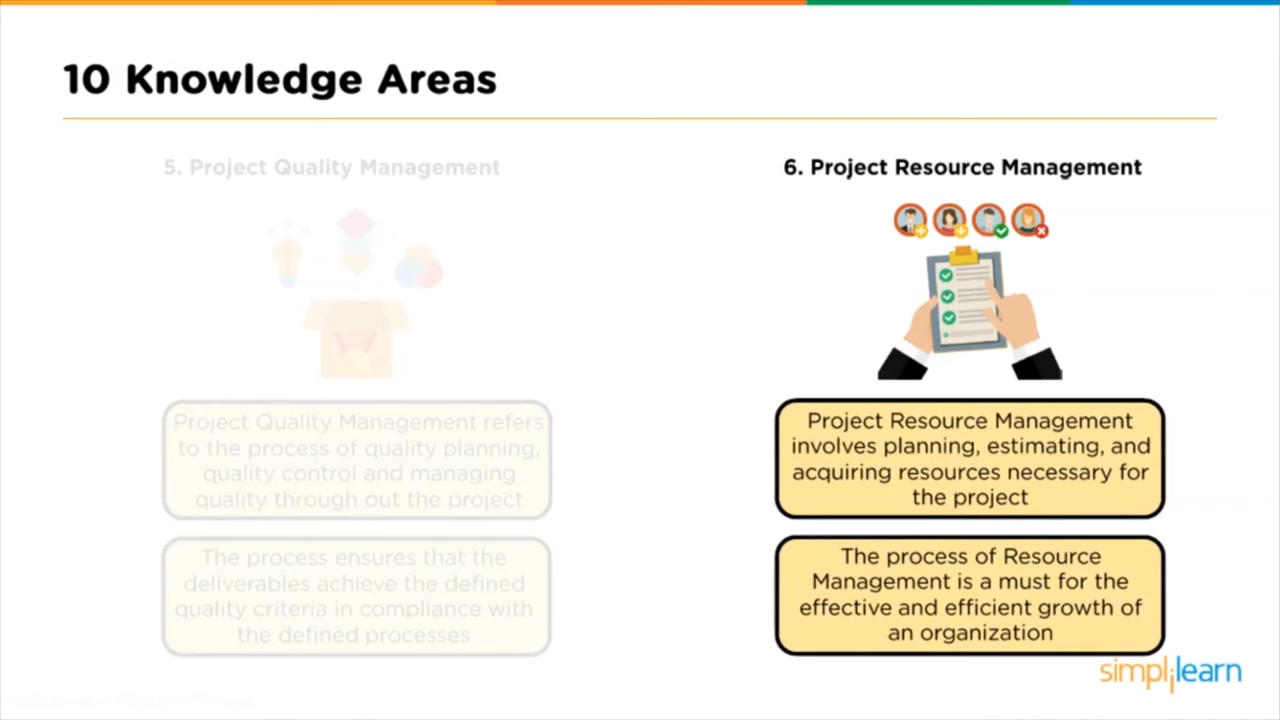 10 Knowledge Areas
5. Project Quality Management
Project Quality Management refers
to the process of quality planning,
quality control and managing
quality through out the project
The process ensures that the
deliverables achieve the defined
quality criteria in compliance with
the defined processes
6. Project Resource Management
Project Resource Management
involves planning, estimating, and
acquiring resources necessary for
the project
The process of Resource
Management is a must for the
effective and efficient growth of
an organization
simplilearn